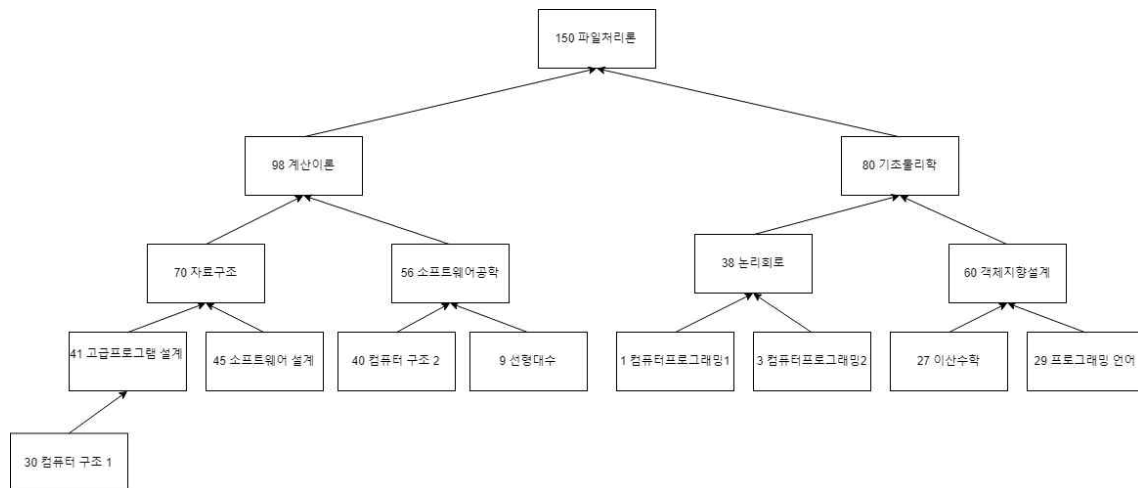 150 파일처리론
98 계산이론
80 기초물리학
70 자료구조
56 소프트웨어공학
38 논리회로
60 객체지향설계
41 고급프로그램 설계
45 소프트웨어 설계
40 컴퓨터 구조 2
9 선형대수
1 컴퓨터프로그래밍1
3 컴퓨터프로그래밍2
27 이산수학
29 프로그래밍 언어
30 컴퓨터 구조 1